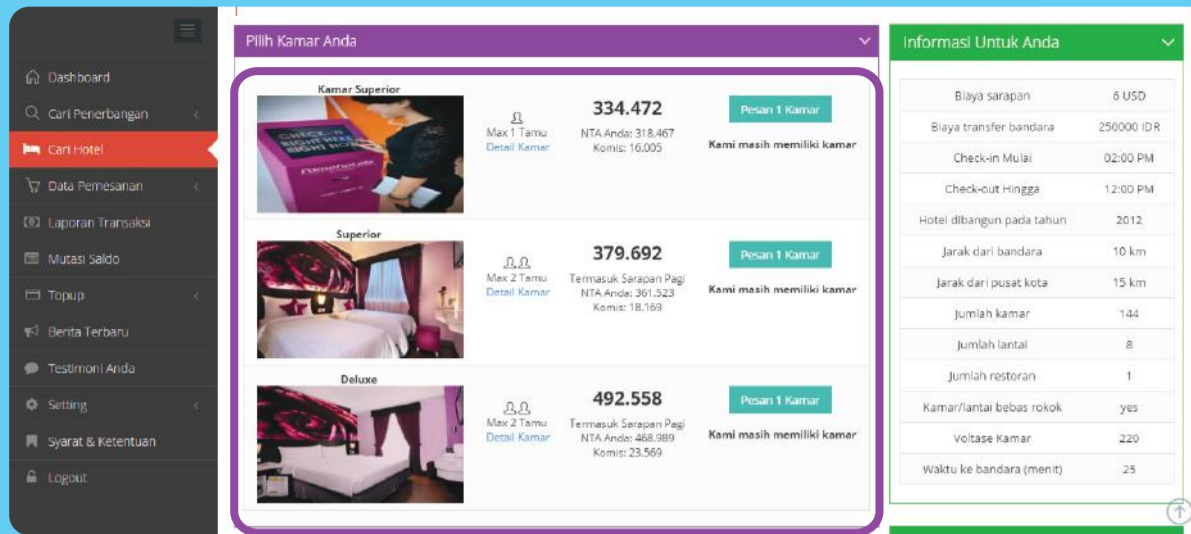 Dashboard
Cari Penerbangan
Cari Hotel
Data Pemesanan
Laporan Transaksi
Mutasi Saldo
Topup
Berita Terbaru
Testimoni Anda
Setting
Syarat & Ketentuan
Logout
Pilih Kamar Anda
Kamar Superior
CHECK-IN
RIGHT HERE
RIGHT NOW
favehotels
Max 1 Tamu
Detail Kamar
334.472
NTA Anda: 318.467
Komis: 16.005
Pesan 1 Kamar
Kami masih memiliki kamar
Superior
Max 2 Tamu
Detail Kamar
379.692
Termasuk Sarapan Pagi
NTA Anda: 361.523
Komis: 18.169
Pesan 1 Kamar
Kami masih memiliki kamar
Deluxe
Max 2 Tamu
Detail Kamar
492.558
Termasuk Sarapan Pagi
NTA Anda: 468.989
Komis: 23.569
Pesan 1 Kamar
Kami masih memiliki kamar
Informasi Untuk Anda
Biaya sarapan 6 USD
Biaya transfer bandara 250000 IDR
Check-in Mulai 02:00 PM
Check-out Hingga 12:00 PM
Hotel dibangun pada tahun 2012
Jarak dari bandara 10 km
Jarak dari pusat kota 15 km
Jumlah kamar 144
Jumlah lantai 8
Jumlah restoran 1
Kamar/lantai bebas rokok yes
Voltase Kamar 220
Waktu ke bandara (menit) 25